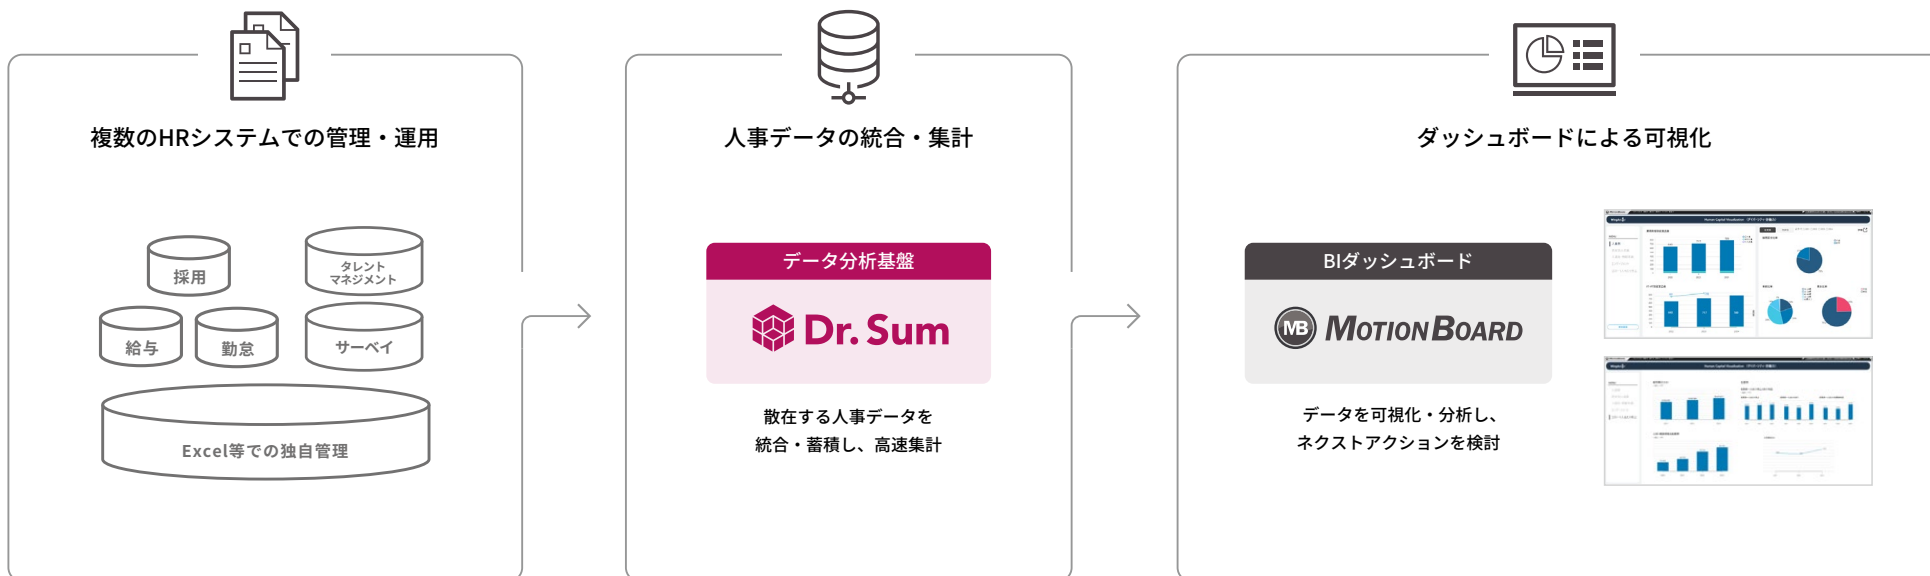 複数のHRシステムでの管理・運用
採用
タレント
マネジメント
給与
勤怠
サーベイ
Excel等での独自管理
人事データの統合・集計
データ分析基盤
Dr. Sum
散在する人事データを
統合・蓄積し、高速集計
ダッシュボードによる可視化
BIダッシュボード
MB MOTIONBOARD
データを可視化・分析し、
ネクストアクションを検討